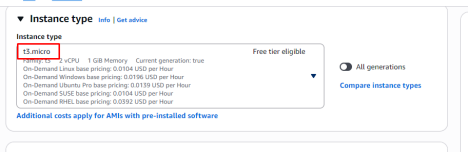 ▼ Instance type Info | Get advice
Instance type
t3.micro Free tier eligible
Family: t3 2 vCPU 1 GiB Memory Current generation: true
On-Demand Linux base pricing: 0.0104 USD per Hour
On-Demand Windows base pricing: 0.0196 USD per Hour
On-Demand Ubuntu Pro base pricing: 0.0139 USD per Hour
On-Demand SUSE base pricing: 0.0104 USD per Hour
On-Demand RHEL base pricing: 0.0392 USD per Hour
All generations
Compare instance types
Additional costs apply for AMIs with pre-installed software